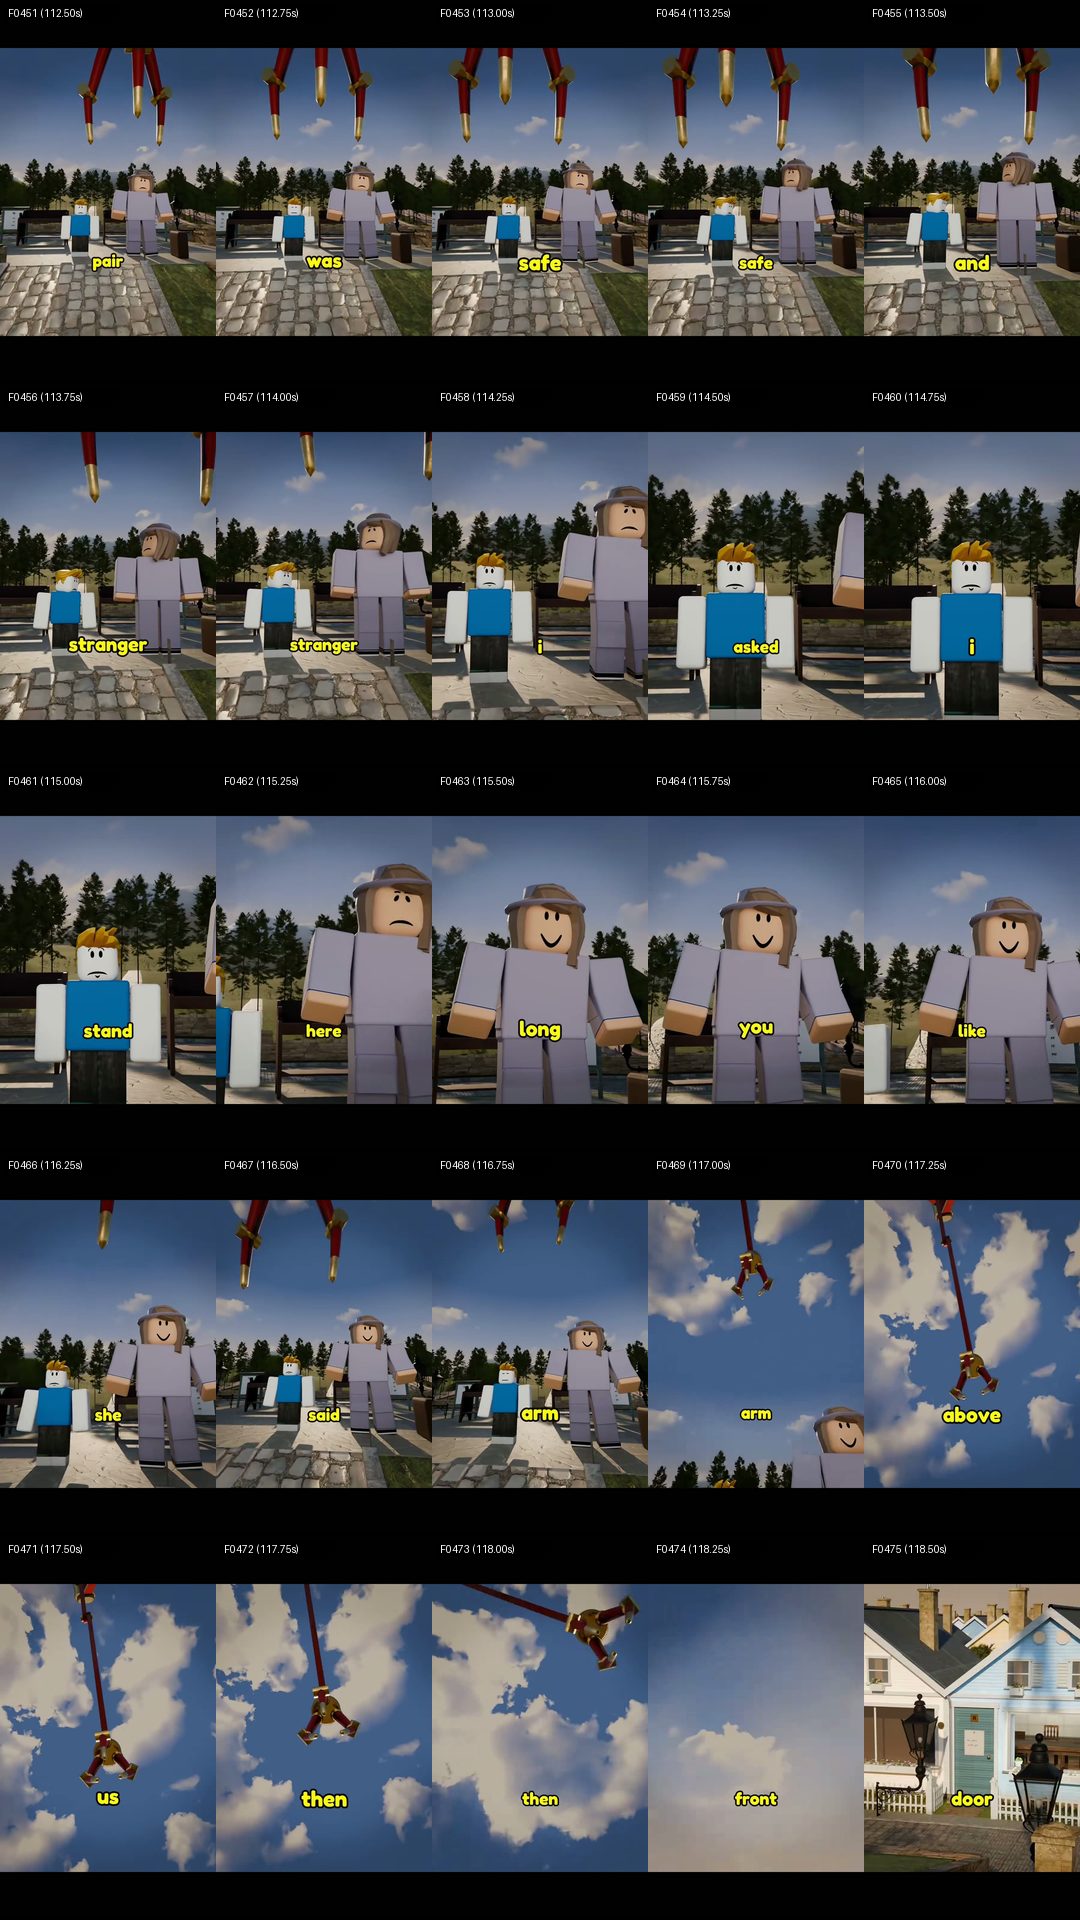 F0451 (112.50s) F0452 (112.75s) F0453 (113.00s) F0454 (113.25s) F0455 (113.50s)
pair was safe safe and
F0456 (113.75s) F0457 (114.00s) F0458 (114.25s) F0459 (114.50s) F0460 (114.75s)
stranger stranger i asked i
F0461 (115.00s) F0462 (115.25s) F0463 (115.50s) F0464 (115.75s) F0465 (116.00s)
stand here long you like
F0466 (116.25s) F0467 (116.50s) F0468 (116.75s) F0469 (117.00s) F0470 (117.25s)
she said arm arm above
F0471 (117.50s) F0472 (117.75s) F0473 (118.00s) F0474 (118.25s) F0475 (118.50s)
us then then front door